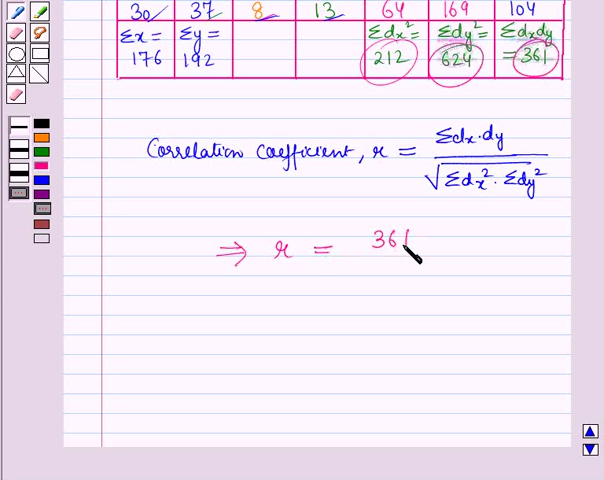 30 37 8 13 64 169 104
Σx= Σy= Σdx²= Σdy²= Σdxdy
176 192 212 624 =361
Correlation coefficient, r = Σdx·dy
√Σdx²·Σdy²
⇒ r = 361